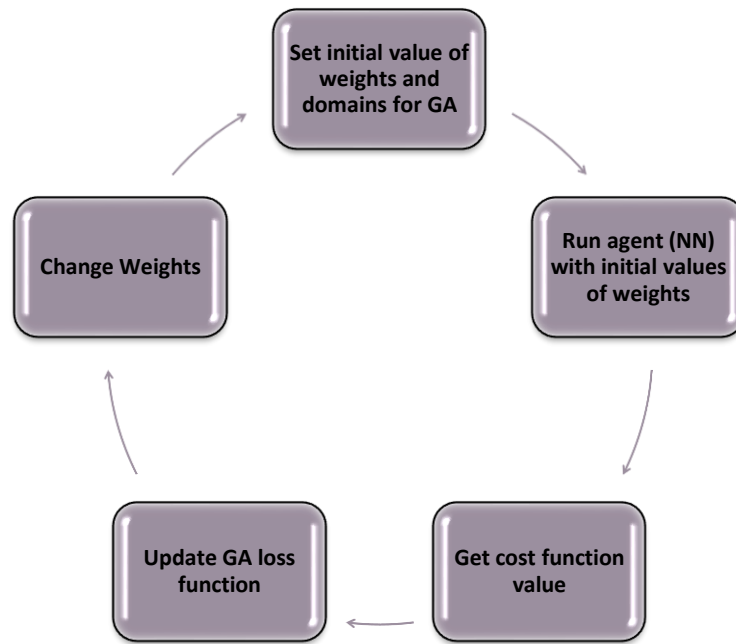 Set initial value of
weights and
domains for GA
Run agent (NN)
with initial values
of weights
Get cost function
value
Update GA loss
function
Change Weights